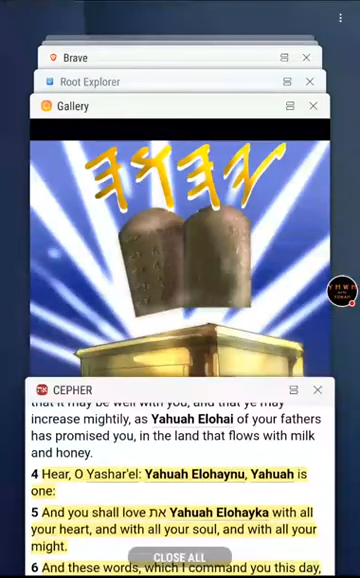 Brave
Root Explorer
Gallery
𐤉𐤄𐤅𐤄
CEPHER
that it may be well with you, and that ye may
increase mightily, as Yahuah Elohai of your fathers
has promised you, in the land that flows with milk
and honey.
4 Hear, O Yashar'el: Yahuah Elohaynu, Yahuah is
one:
5 And you shall love את Yahuah Elohayka with all
your heart, and with all your soul, and with all your
might.
6 And these words, which I command you this day,
CLOSE ALL